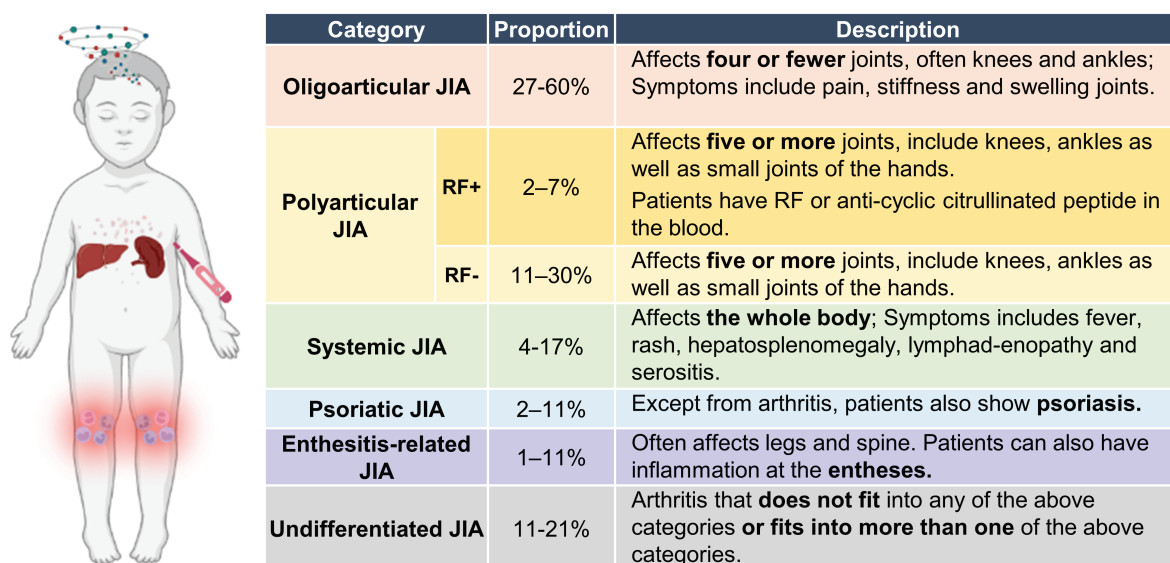 Category Proportion Description
Oligoarticular JIA 27-60% Affects four or fewer joints, often knees and ankles;
Symptoms include pain, stiffness and swelling joints.
Polyarticular
JIA
RF+ 2–7% Affects five or more joints, include knees, ankles as
well as small joints of the hands.
Patients have RF or anti-cyclic citrullinated peptide in
the blood.
RF- 11–30% Affects five or more joints, include knees, ankles as
well as small joints of the hands.
Systemic JIA 4-17% Affects the whole body; Symptoms includes fever,
rash, hepatosplenomegaly, lymphad-enopathy and
serositis.
Psoriatic JIA 2–11% Except from arthritis, patients also show psoriasis.
Enthesitis-related
JIA
1–11% Often affects legs and spine. Patients can also have
inflammation at the entheses.
Undifferentiated JIA 11-21% Arthritis that does not fit into any of the above
categories or fits into more than one of the above
categories.